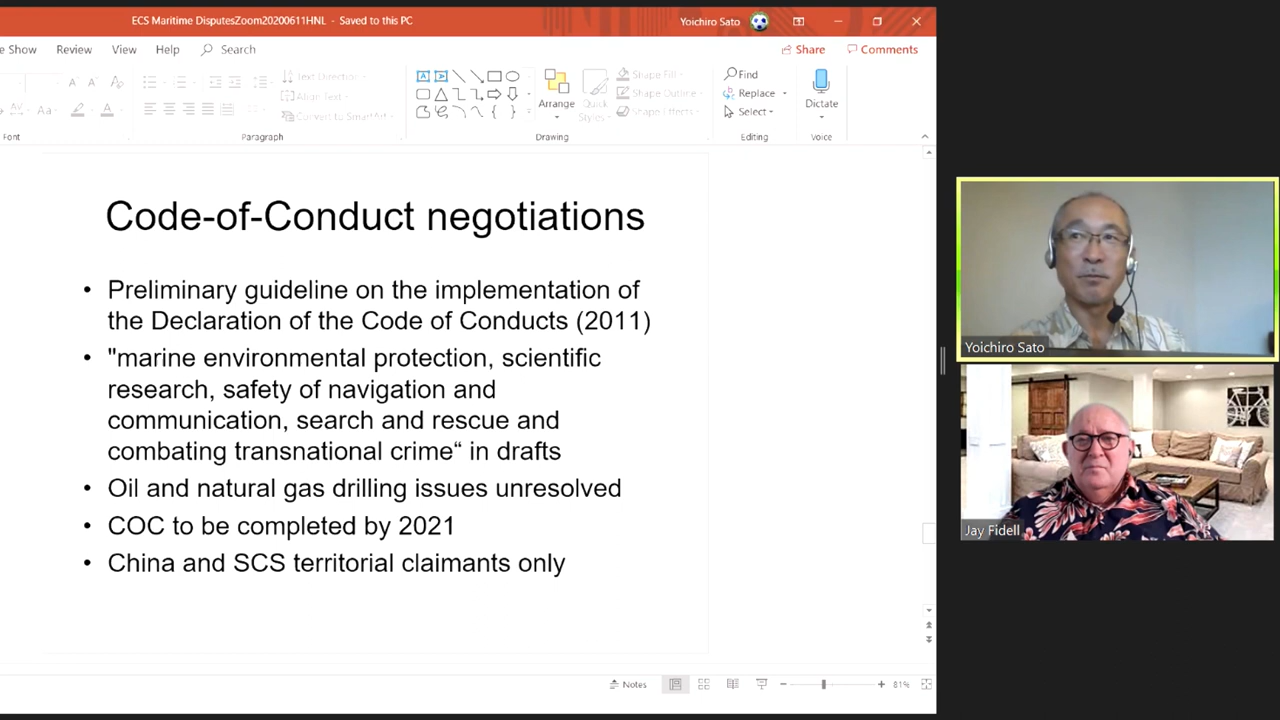 ECS Maritime DisputesZoom20200611HNL - Saved to this PC
Yoichiro Sato
e Show Review View Help Search
Share Comments
Text Direction
Align Text
Convert to SmartArt
Aa
Arrange
Quick Styles
Shape Fill
Shape Outline
Shape Effects
Find
Replace
Select
Dictate
Font
Paragraph
Drawing
Editing
Voice
Code-of-Conduct negotiations
• Preliminary guideline on the implementation of
the Declaration of the Code of Conducts (2011)
• "marine environmental protection, scientific
research, safety of navigation and
communication, search and rescue and
combating transnational crime“ in drafts
• Oil and natural gas drilling issues unresolved
• COC to be completed by 2021
• China and SCS territorial claimants only
Notes
81%
Yoichiro Sato
Jay Fidell